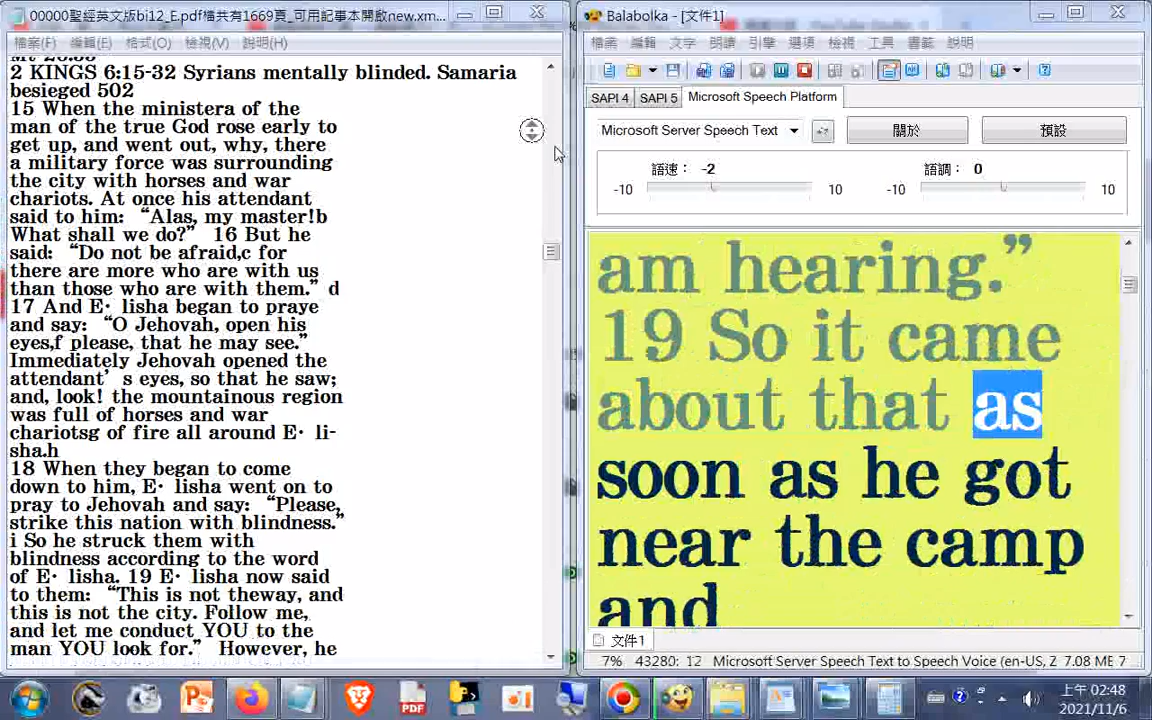 00000聖經英文版bi12_E.pdf檔共有1669頁_可用記事本開啟new.xm...
檔案(F) 編輯(E) 格式(O) 檢視(V) 說明(H)
2 KINGS 6:15-32 Syrians mentally blinded. Samaria
besieged 502
15 When the ministera of the
man of the true God rose early to
get up, and went out, why, there
a military force was surrounding
the city with horses and war
chariots. At once his attendant
said to him: “Alas, my master!b
What shall we do?” 16 But he
said: “Do not be afraid,c for
there are more who are with us
than those who are with them.” d
17 And E‧ lisha began to praye
and say: “O Jehovah, open his
eyes,f please, that he may see.”
Immediately Jehovah opened the
attendant’s eyes, so that he saw;
and, look! the mountainous region
was full of horses and war
chariotsg of fire all around E‧ li-
sha.h
18 When they began to come
down to him, E‧ lisha went on to
pray to Jehovah and say: “Please,
strike this nation with blindness.”
i So he struck them with
blindness according to the word
of E‧ lisha. 19 E‧ lisha now said
to them: “This is not theway, and
this is not the city. Follow me,
and let me conduct YOU to the
man YOU look for.” However, he
Balabolka - [文件1]
檔案 編輯 文字 朗讀 引擎 選項 檢視 工具 書籤 說明
SAPI 4 SAPI 5 Microsoft Speech Platform
Microsoft Server Speech Text 關於 預設
語速： -2 語調： 0
-10 10 -10 10
am hearing.”
19 So it came
about that as
soon as he got
near the camp
and
文件1
7% 43280: 12 Microsoft Server Speech Text to Speech Voice (en-US, Z 7.08 ME 7
PDF
上午 02:48
2021/11/6